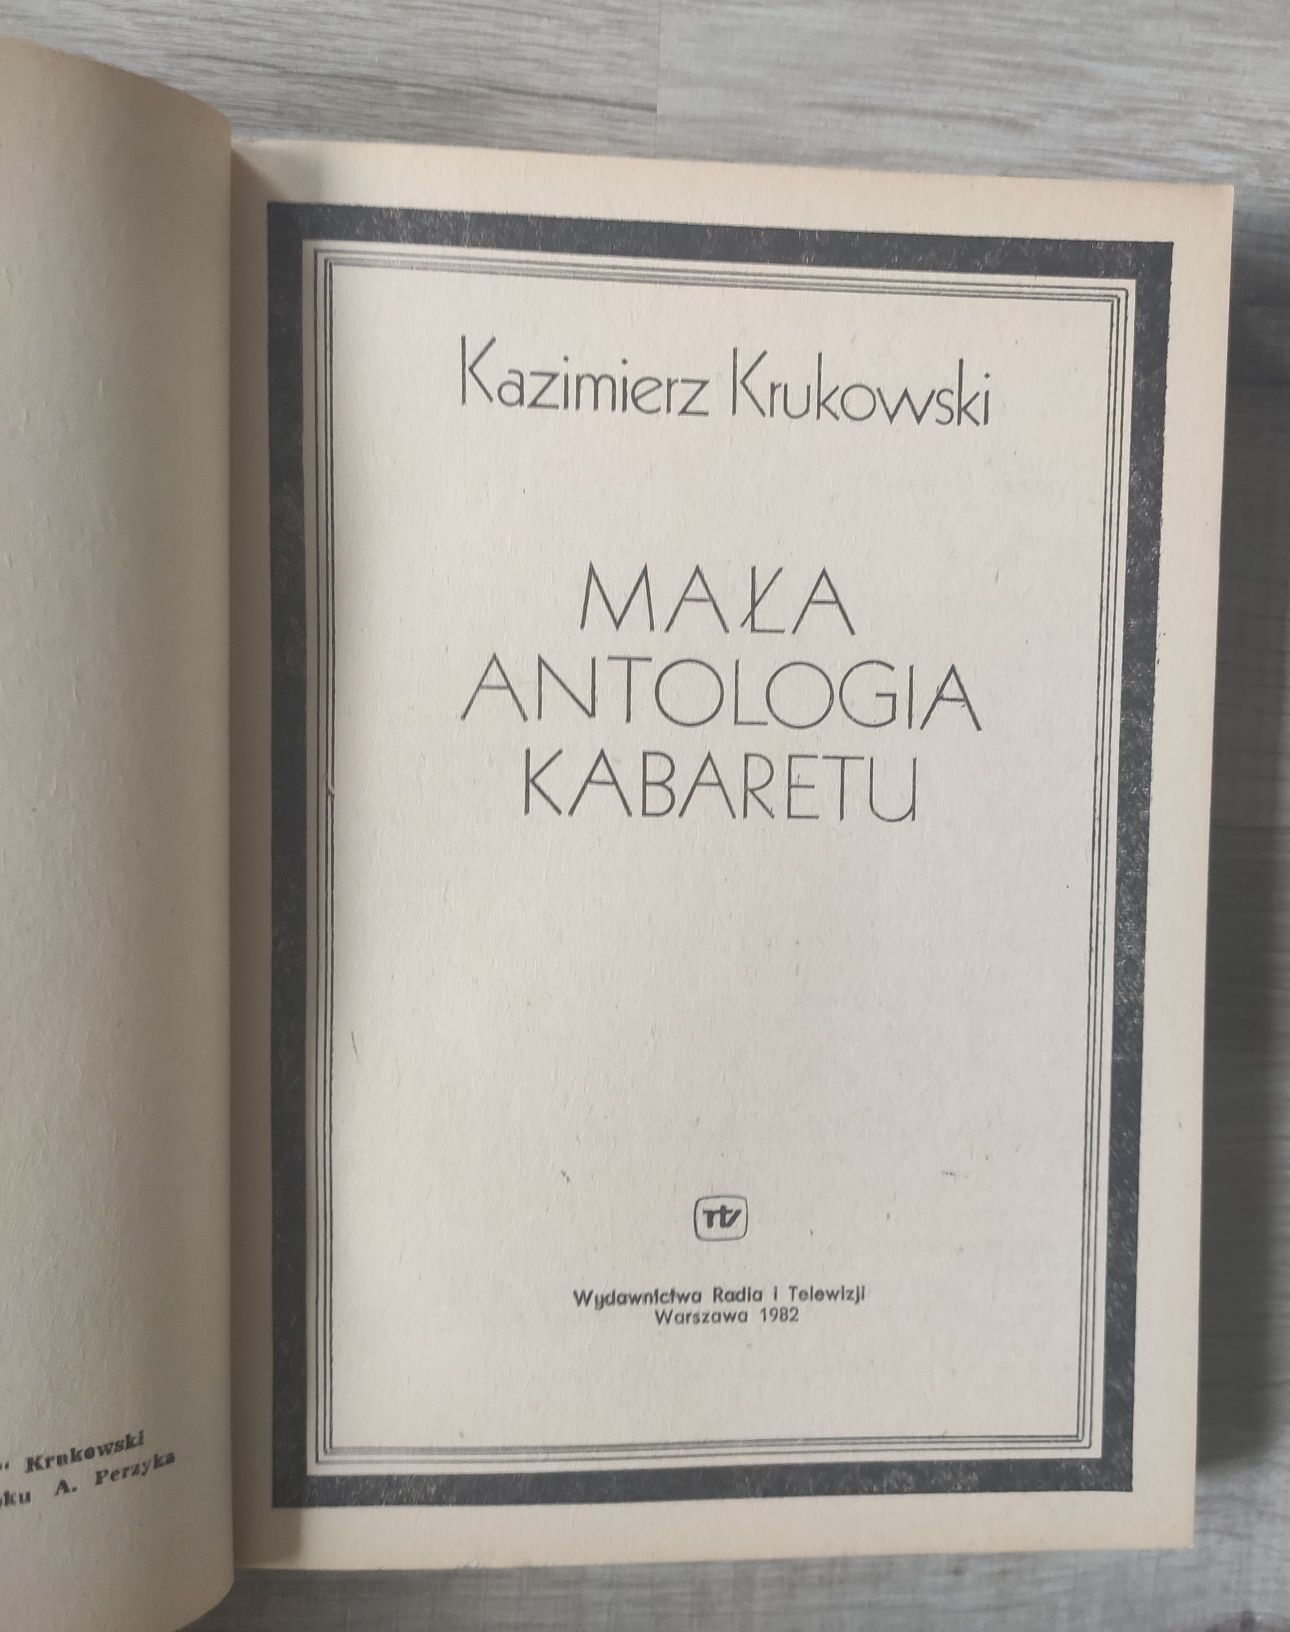 Krukowski
A. Perzyka
Kazimierz Krukowski
MAŁA
ANTOLOGIA
KABARETU
rtv
Wydawnictwa Radia i Telewizji
Warszawa 1982